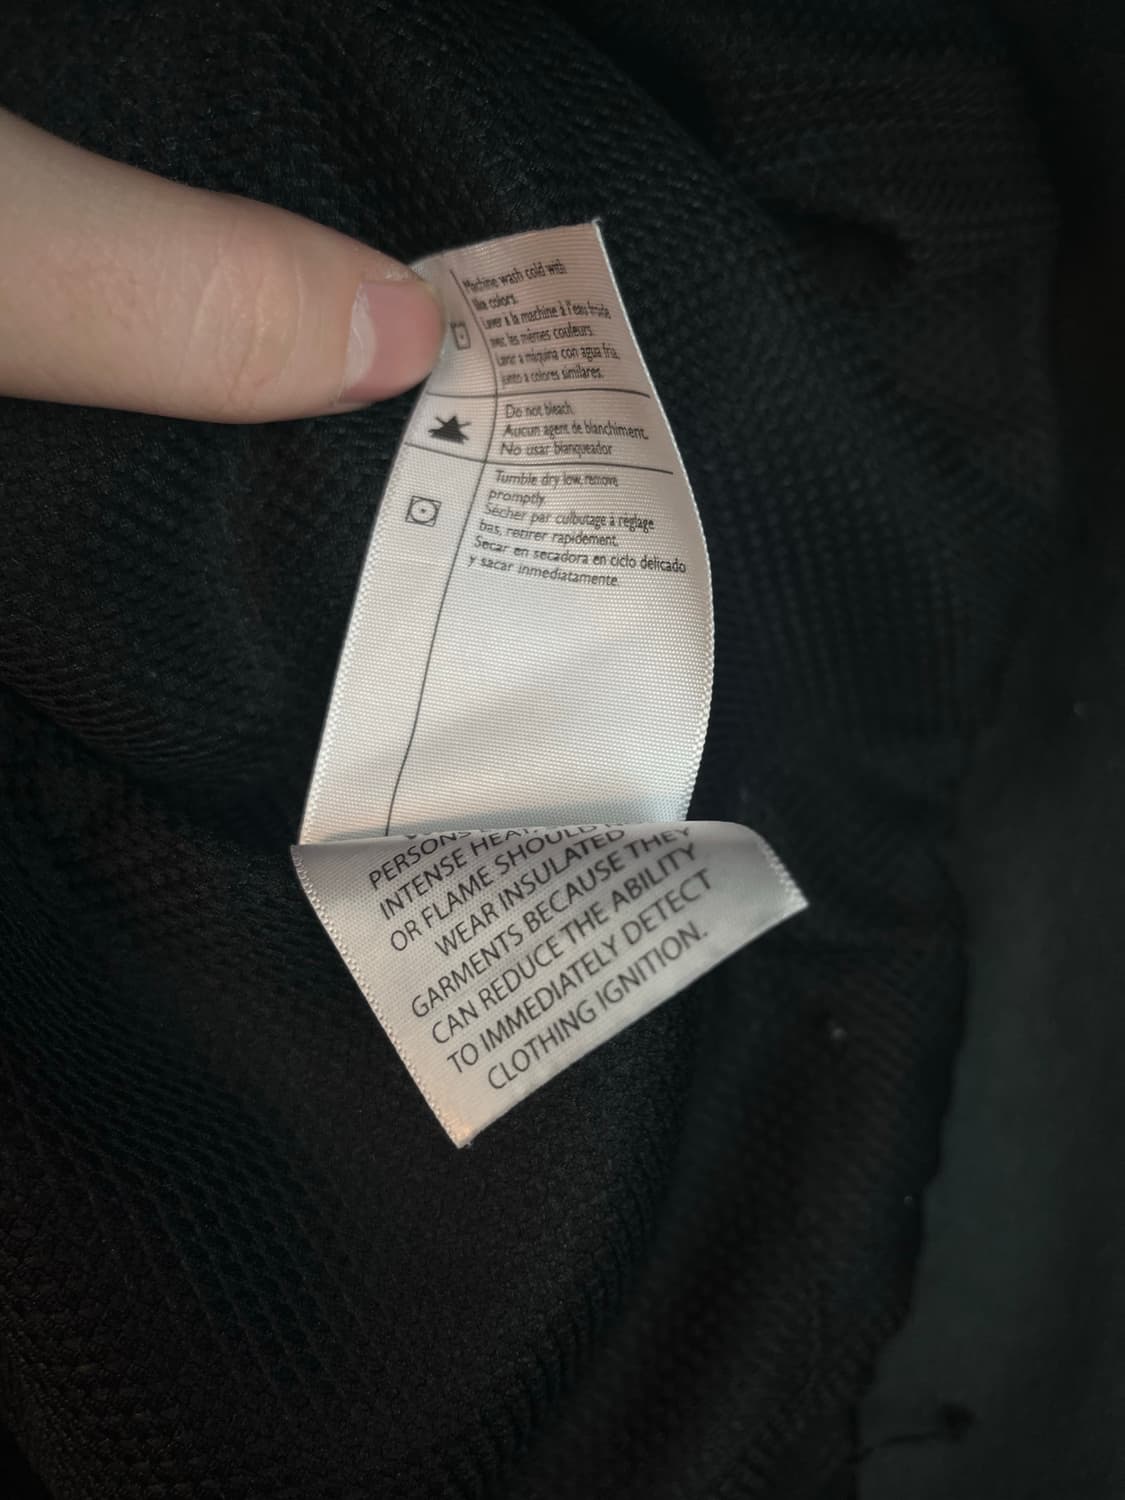 Machine wash cold with
like colors.
Laver à la machine à l'eau froide
avec les mêmes couleurs.
Lavar a máquina con agua fría,
junto a colores similares.
Do not bleach.
Aucun agent de blanchiment.
No usar blanqueador
Tumble dry low, remove
promptly.
Sécher par culbutage à réglage
bas, retirer rapidement.
Secar en secadora en ciclo delicado
y sacar inmediatamente.
PERSONS
INTENSE HEAT,
OR FLAME SHOULD
WEAR INSULATED
GARMENTS BECAUSE THEY
CAN REDUCE THE ABILITY
TO IMMEDIATELY DETECT
CLOTHING IGNITION.